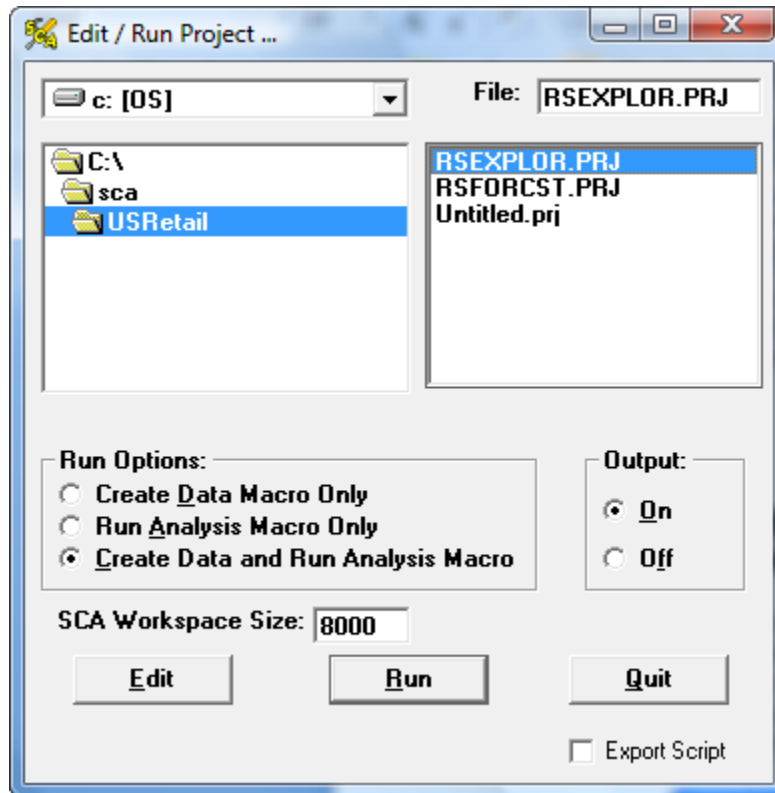 Edit / Run Project ...
c: [OS]
File: RSEXPLOR.PRJ
C:\
sca
USRetail
RSEXPLOR.PRJ
RSFORCST.PRJ
Untitled.prj
Run Options:
Create Data Macro Only
Run Analysis Macro Only
Create Data and Run Analysis Macro
Output:
On
Off
SCA Workspace Size: 8000
Edit
Run
Quit
Export Script